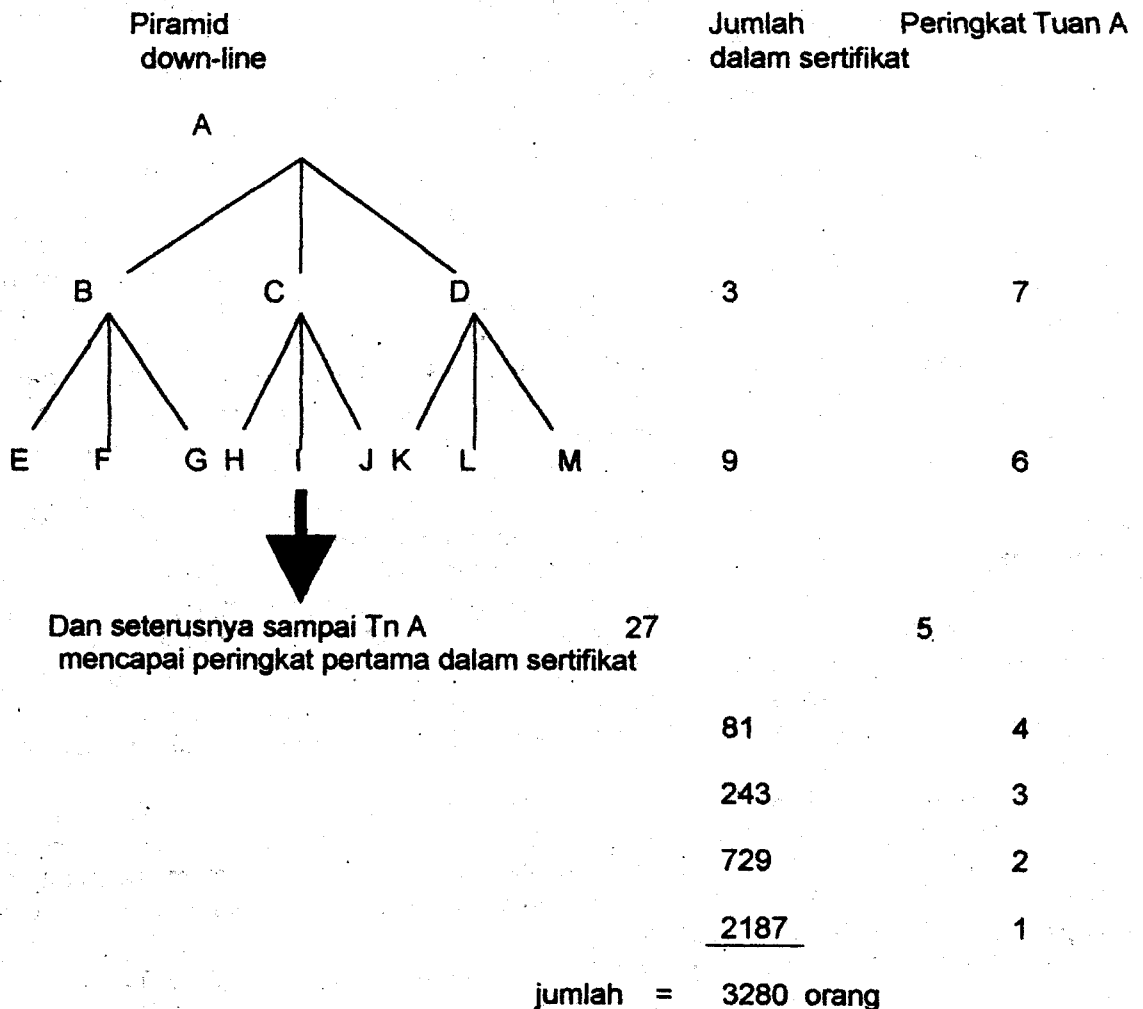 Piramid Jumlah Peringkat Tuan A
down-line dalam sertifikat
A
B C D 3 7
E F G H I J K L M 9 6
Dan seterusnya sampai Tn A 27 5
mencapai peringkat pertama dalam sertifikat
81 4
243 3
729 2
2187 1
jumlah = 3280 orang